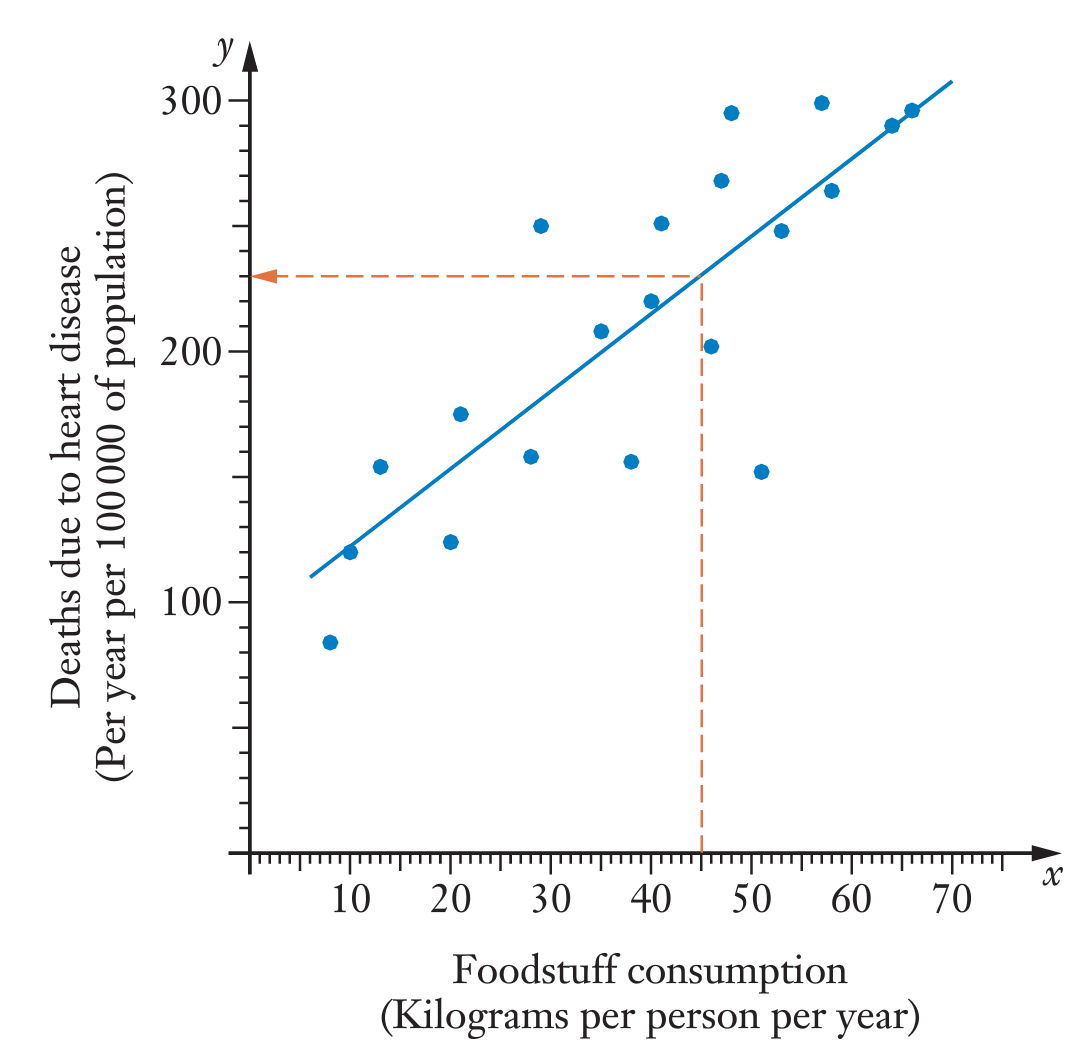 y
300
200
100
Deaths due to heart disease
(Per year per 100 000 of population)
x
10 20 30 40 50 60 70
Foodstuff consumption
(Kilograms per person per year)